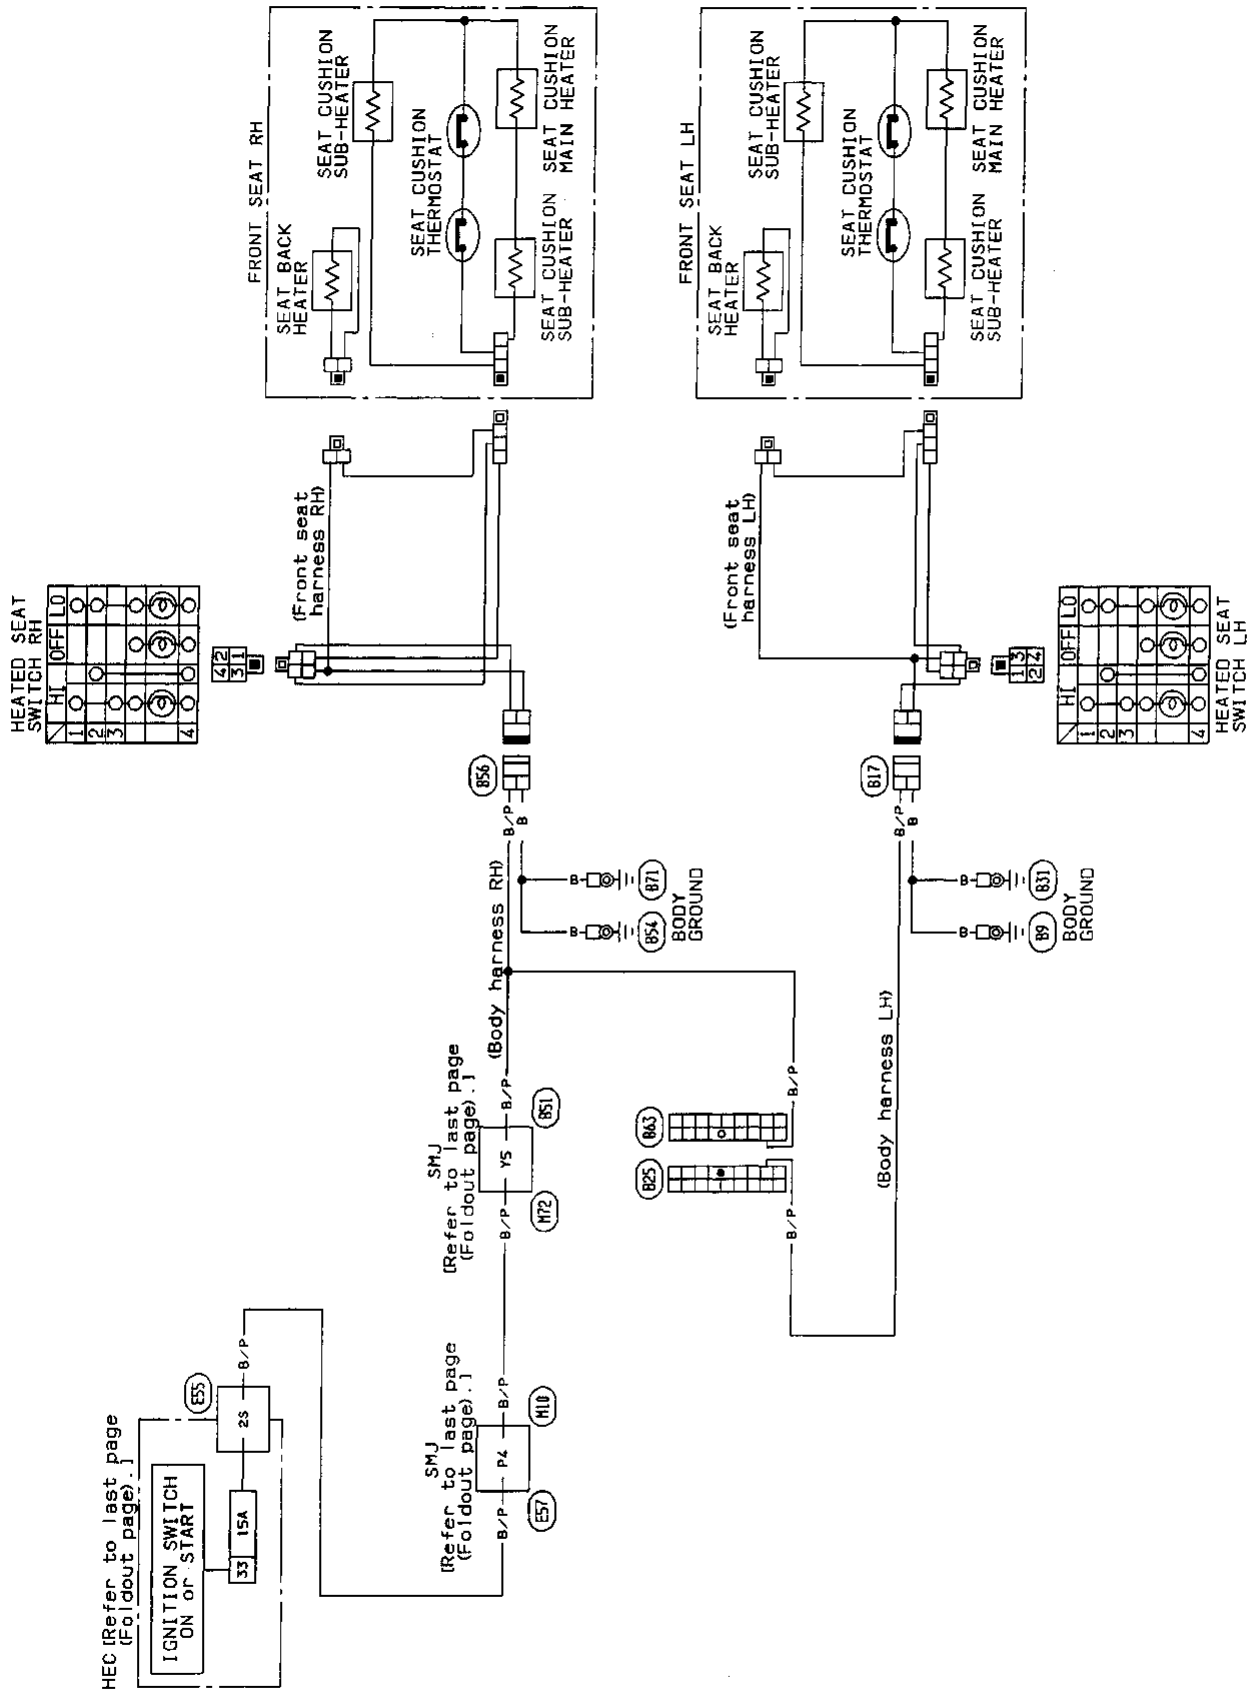 HEC [Refer to last page
(Foldout page).]
IGNITION SWITCH
ON or START
33
15A
2S
E55
B/P
SMJ
[Refer to last page
(Foldout page).]
B/P
P4
B/P
E57
M10
SMJ
[Refer to last page
(Foldout page).]
B/P
Y5
B/P
M72
B51
(Body harness RH)
B/P
B
B
B
B54
B71
BODY
GROUND
B56
B25
B63
B/P
B/P
(Body harness LH)
B/P
B
B
B
B9
B31
BODY
GROUND
B17
HEATED SEAT
SWITCH RH
HI
OFF
LO
1
2
3
4
4 2
3 1
(Front seat
harness RH)
FRONT SEAT RH
SEAT BACK
HEATER
SEAT CUSHION
SUB-HEATER
SEAT CUSHION
THERMOSTAT
SEAT CUSHION
SUB-HEATER
SEAT CUSHION
MAIN HEATER
(Front seat
harness LH)
FRONT SEAT LH
SEAT BACK
HEATER
SEAT CUSHION
SUB-HEATER
SEAT CUSHION
THERMOSTAT
SEAT CUSHION
SUB-HEATER
SEAT CUSHION
MAIN HEATER
1 3
2 4
HI
OFF
LO
1
2
3
4
HEATED SEAT
SWITCH LH